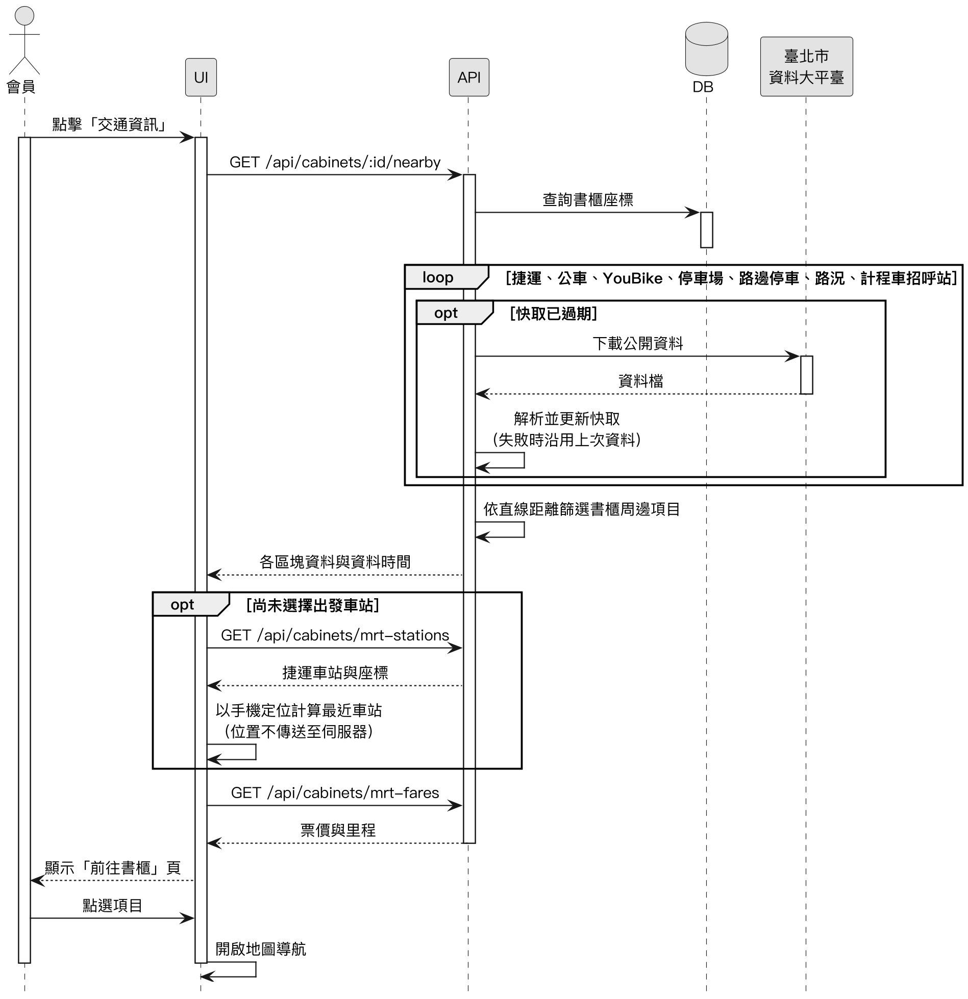 會員
UI
API
DB
臺北市
資料大平臺
點擊「交通資訊」
GET /api/cabinets/:id/nearby
查詢書櫃座標
loop [捷運、公車、YouBike、停車場、路邊停車、路況、計程車招呼站]
opt [快取已過期]
下載公開資料
資料檔
解析並更新快取
（失敗時沿用上次資料）
依直線距離篩選書櫃周邊項目
各區塊資料與資料時間
opt [尚未選擇出發車站]
GET /api/cabinets/mrt-stations
捷運車站與座標
以手機定位計算最近車站
（位置不傳送至伺服器）
GET /api/cabinets/mrt-fares
票價與里程
顯示「前往書櫃」頁
點選項目
開啟地圖導航